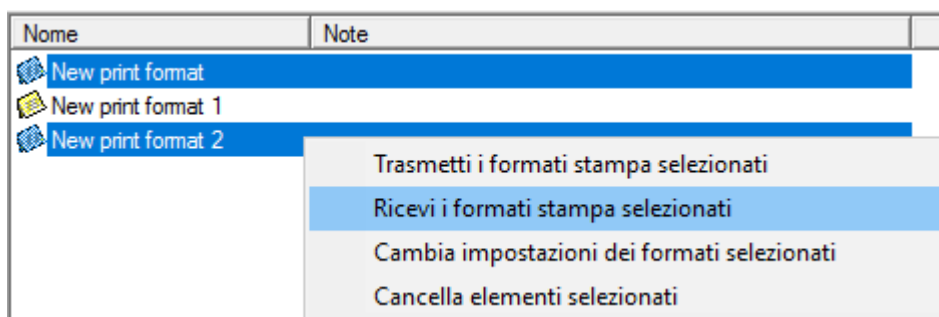 Nome Note
New print format
New print format 1
New print format 2
Trasmetti i formati stampa selezionati
Ricevi i formati stampa selezionati
Cambia impostazioni dei formati selezionati
Cancella elementi selezionati